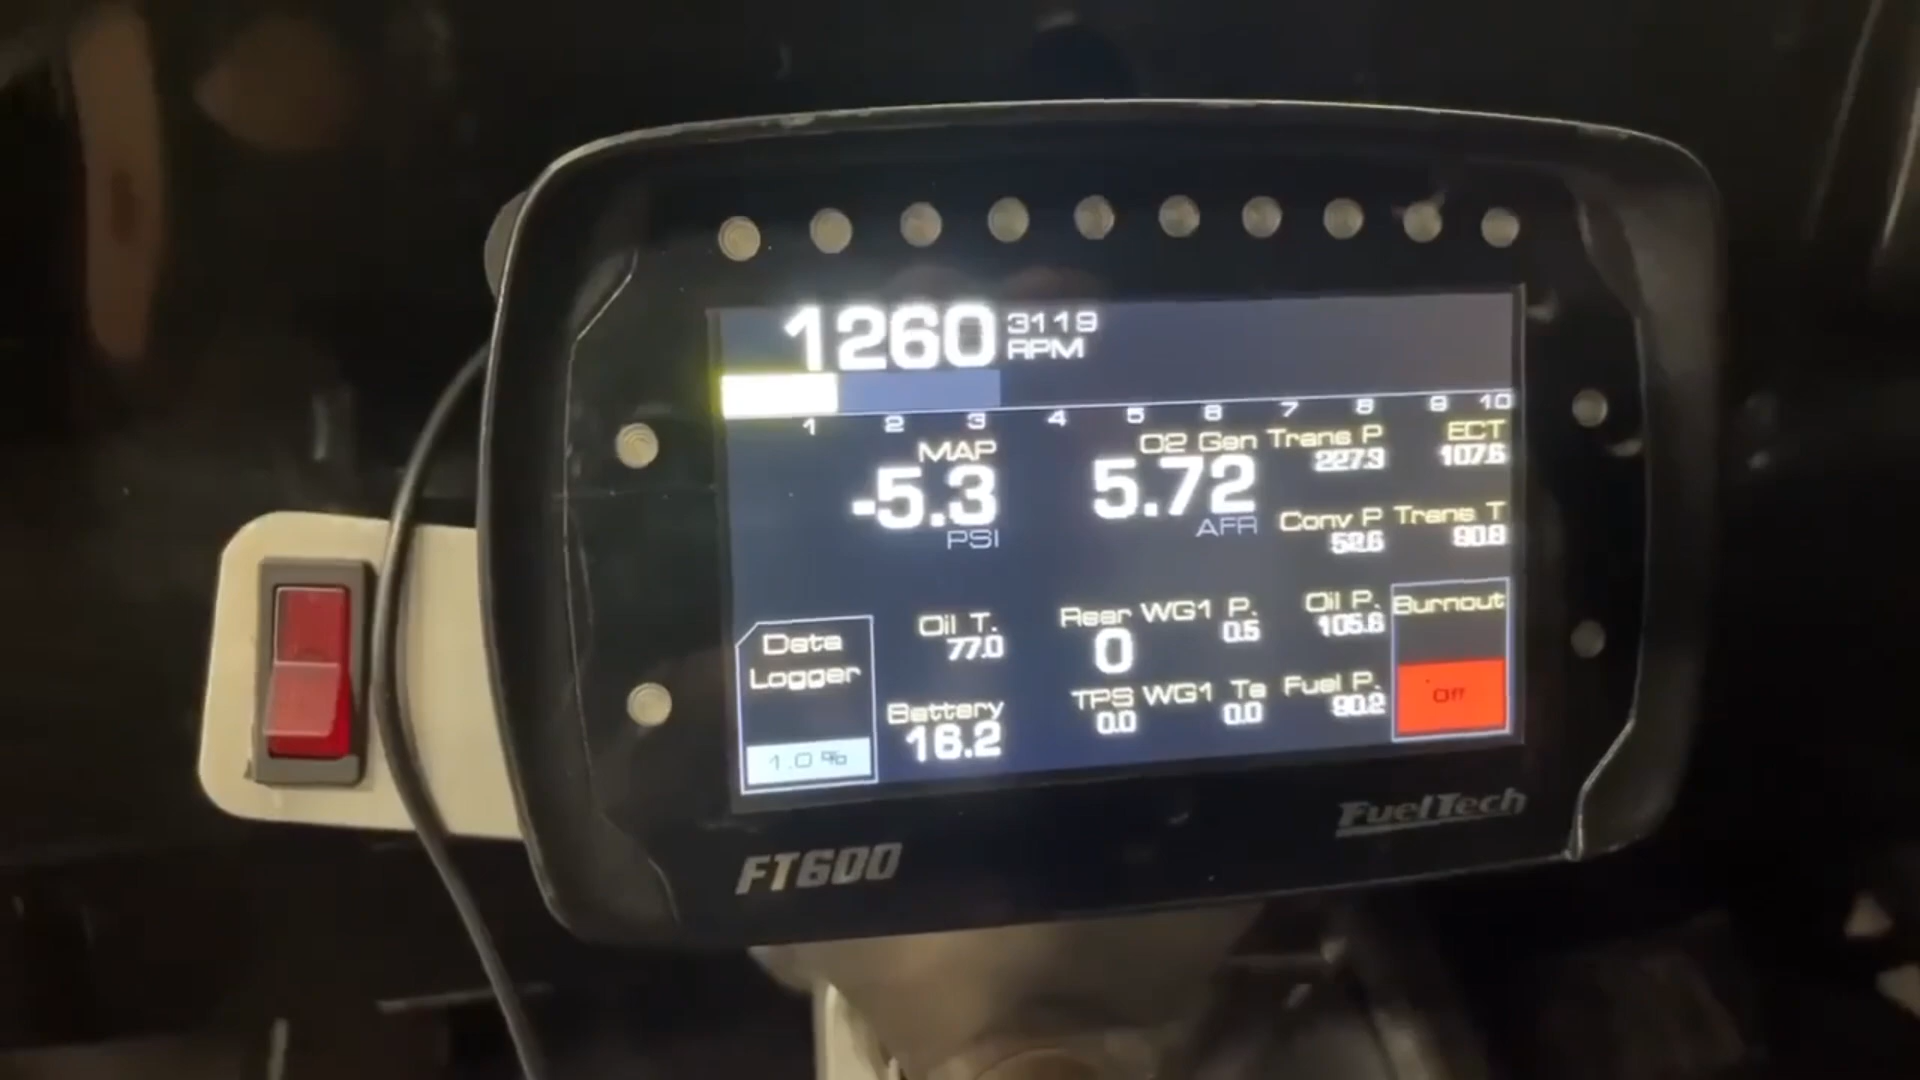 1260 3119
RPM
1 2 3 4 5 6 7 8 9 10
MAP
-5.3
PSI
O2 Gen
5.72
AFR
Trans P
227.3
ECT
107.6
Conv P
52.6
Trans T
90.8
Data
Logger
1.0 %
Oil T.
77.0
Battery
16.2
Rear
0
TPS
0.0
WG1 P.
0.5
WG1 Ta
0.0
Oil P.
105.6
Fuel P.
90.2
Burnout
Off
FT600
FuelTech